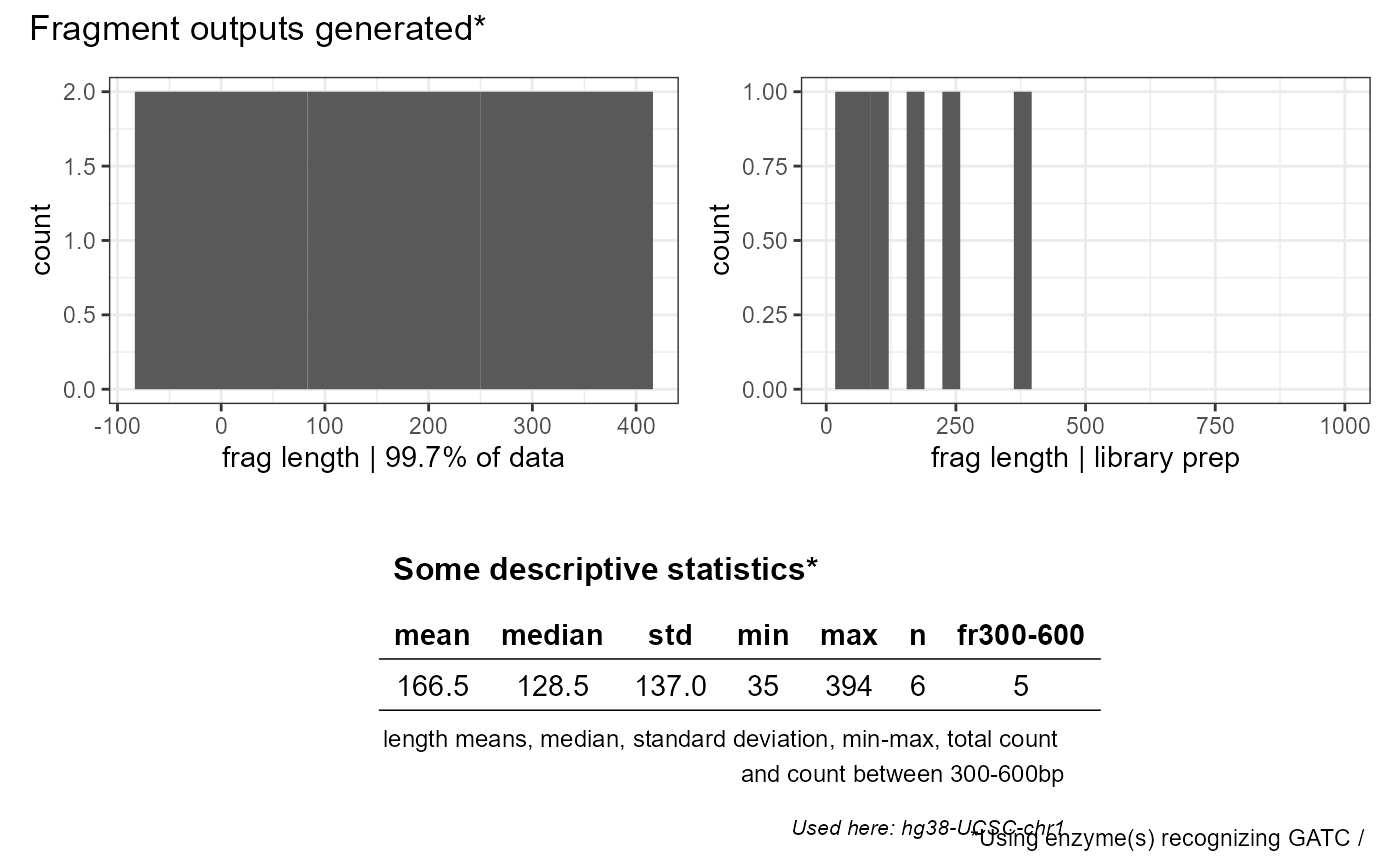 Fragment outputs generated*
2.0
1.5
1.0
0.5
0.0
count
-100 0 100 200 300 400
frag length | 99.7% of data
1.00
0.75
0.50
0.25
0.00
count
0 250 500 750 1000
frag length | library prep
Some descriptive statistics*
mean median std min max n fr300-600
166.5 128.5 137.0 35 394 6 5
length means, median, standard deviation, min-max, total count
and count between 300-600bp
Used here: hg38-UCSC-chr1
*Using enzyme(s) recognizing GATC /